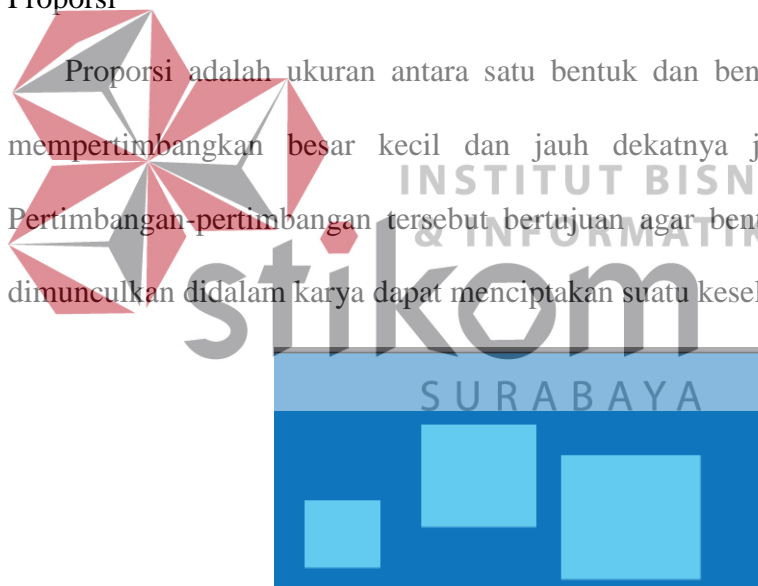 Proporsi
Proporsi adalah ukuran antara satu bentuk dan ben
mempertimbangkan besar kecil dan jauh dekatnya j
INSTITUT BISN
Pertimbangan-pertimbangan tersebut bertujuan agar bent
& INFORMATIK
dimunculkan didalam karya dapat menciptakan suatu kesel
stikom
SURABAYA